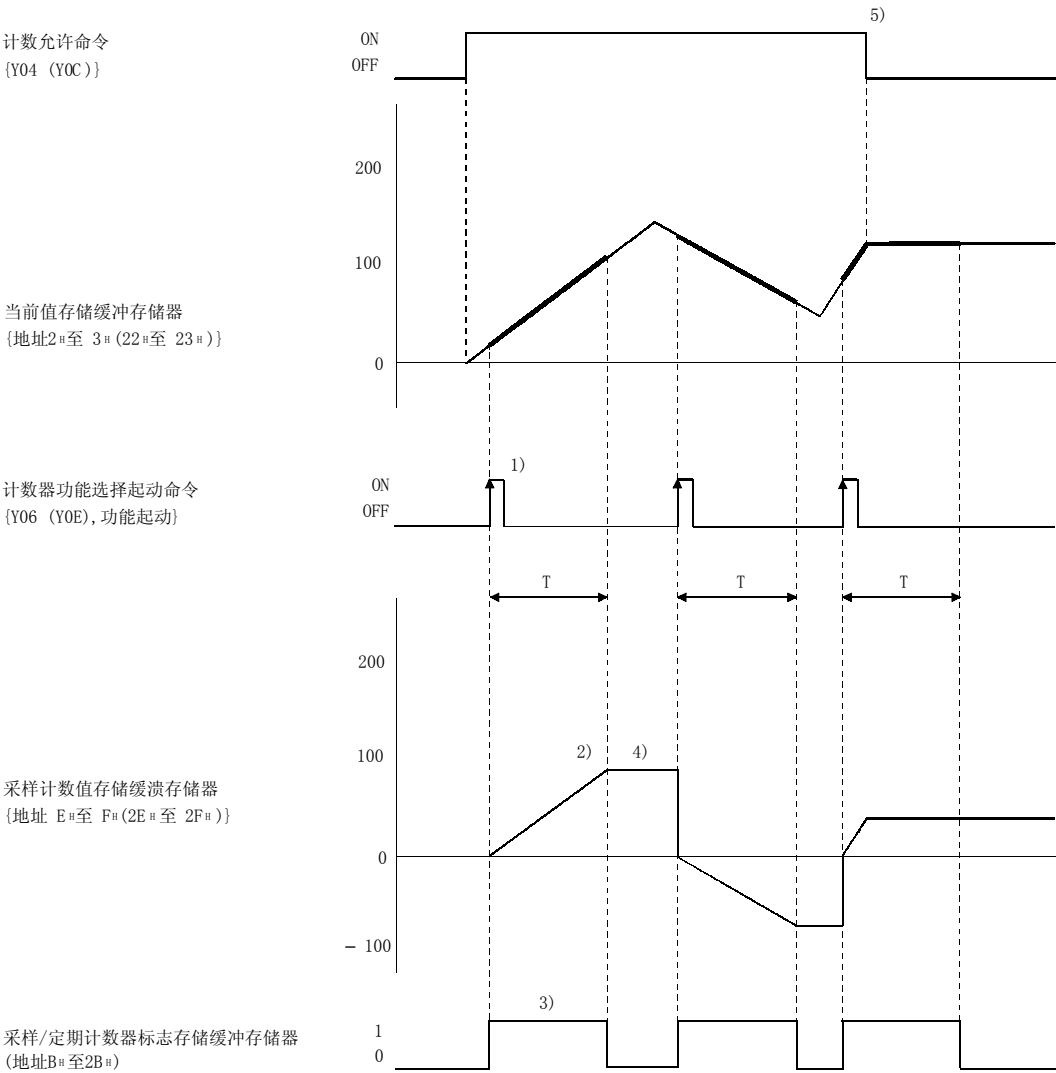 5)
计数允许命令
{Y04 (Y0C)}
ON
OFF
200
100
0
当前值存储缓冲存储器
{地址2H至 3H(22H至 23H)}
1)
计数器功能选择起动命令
{Y06 (Y0E),功能起动}
ON
OFF
T T T
200
100
0
− 100
2) 4)
采样计数值存储缓溃存储器
{地址 EH至 FH(2EH至 2FH)}
3)
采样/定期计数器标志存储缓冲存储器
(地址BH至2BH)
1
0